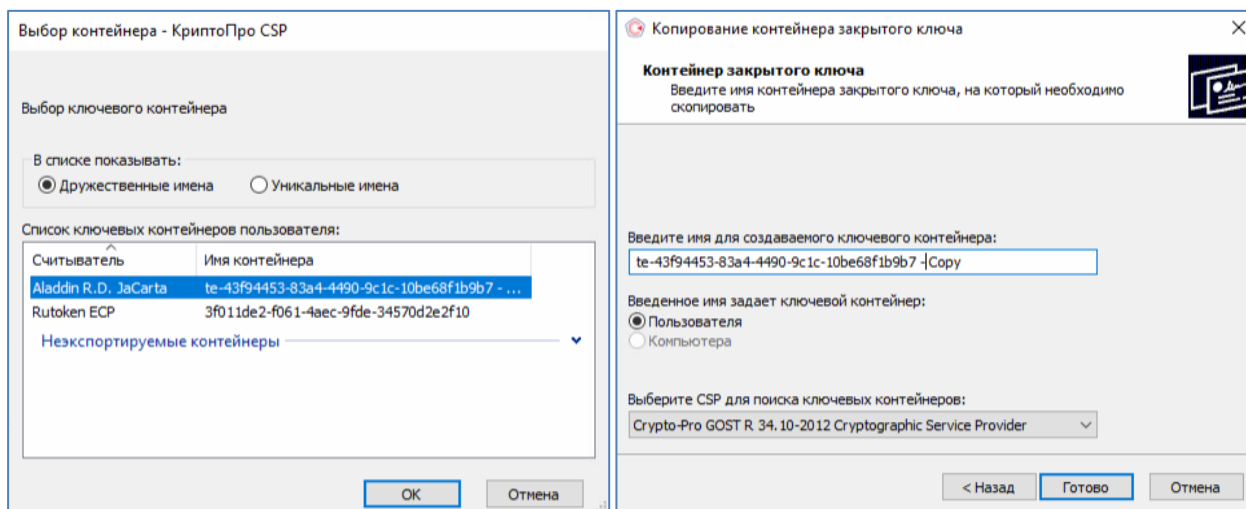 Выбор контейнера - КриптоПро CSP
Выбор ключевого контейнера
В списке показывать:
Дружественные имена Уникальные имена
Список ключевых контейнеров пользователя:
Считыватель Имя контейнера
Aladdin R.D. JaCarta te-43f94453-83a4-4490-9c1c-10be68f1b9b7 - ...
Rutoken ECP 3f011de2-f061-4aec-9fde-34570d2e2f10
Неэкспортируемые контейнеры
OK Отмена
Копирование контейнера закрытого ключа
Контейнер закрытого ключа
Введите имя контейнера закрытого ключа, на который необходимо
скопировать
Введите имя для создаваемого ключевого контейнера:
te-43f94453-83a4-4490-9c1c-10be68f1b9b7 -Copy
Введенное имя задает ключевой контейнер:
Пользователя
Компьютера
Выберите CSP для поиска ключевых контейнеров:
Crypto-Pro GOST R 34.10-2012 Cryptographic Service Provider
< Назад Готово Отмена